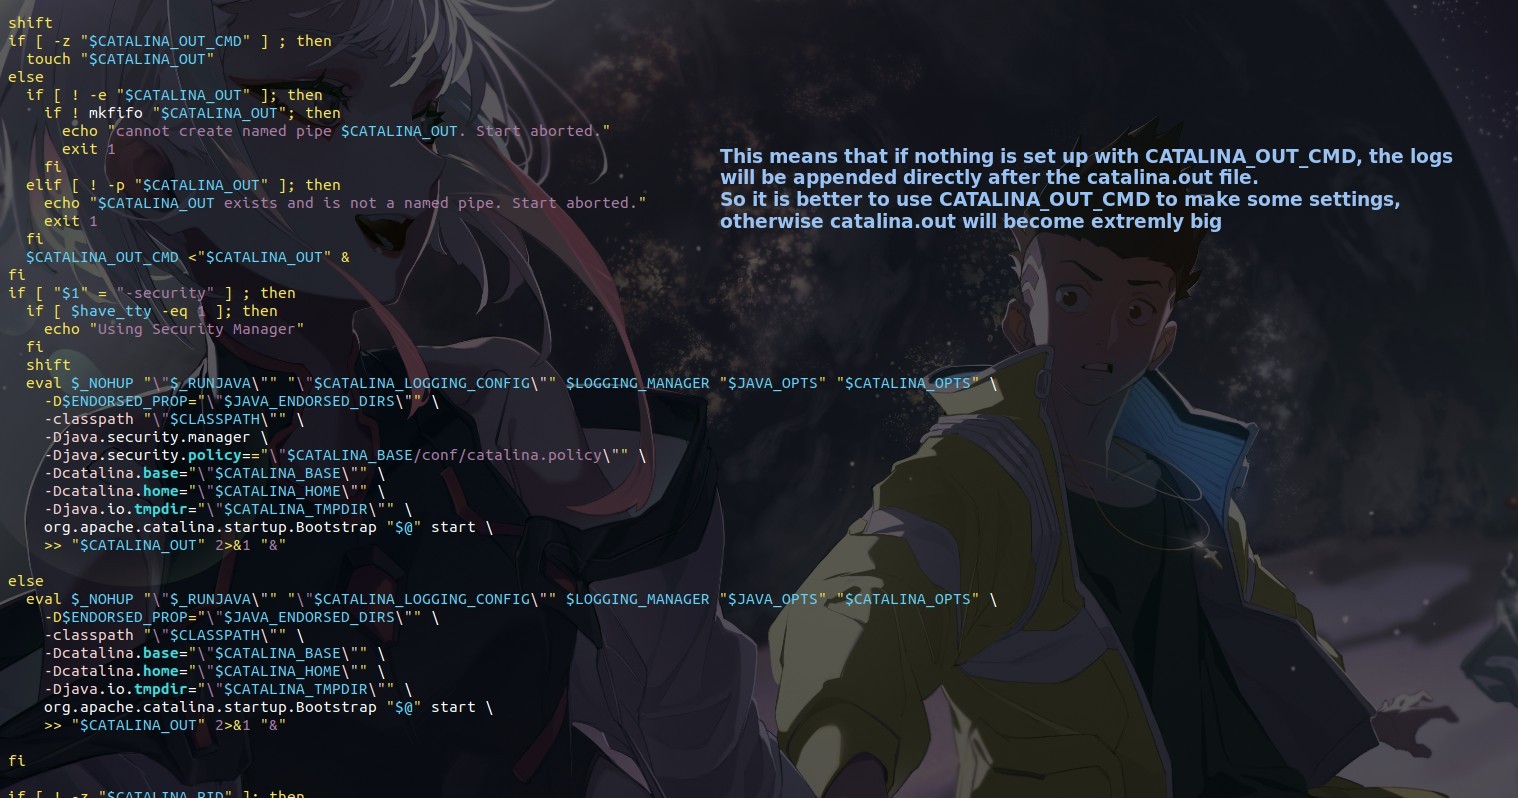 shift
if [ -z "$CATALINA_OUT_CMD" ] ; then
  touch "$CATALINA_OUT"
else
  if [ ! -e "$CATALINA_OUT" ]; then
    if ! mkfifo "$CATALINA_OUT"; then
      echo "cannot create named pipe $CATALINA_OUT. Start aborted."
      exit 1
    fi
  elif [ ! -p "$CATALINA_OUT" ]; then
    echo "$CATALINA_OUT exists and is not a named pipe. Start aborted."
    exit 1
  fi
  $CATALINA_OUT_CMD <"$CATALINA_OUT" &
fi
if [ "$1" = "-security" ] ; then
  if [ $have_tty -eq 1 ]; then
    echo "Using Security Manager"
  fi
  shift
  eval $_NOHUP "\"$_RUNJAVA\"" "\"$CATALINA_LOGGING_CONFIG\"" $LOGGING_MANAGER "$JAVA_OPTS" "$CATALINA_OPTS" \
    -D$ENDORSED_PROP="\"$JAVA_ENDORSED_DIRS\"" \
    -classpath "\"$CLASSPATH\"" \
    -Djava.security.manager \
    -Djava.security.policy=="\"$CATALINA_BASE/conf/catalina.policy\"" \
    -Dcatalina.base="\"$CATALINA_BASE\"" \
    -Dcatalina.home="\"$CATALINA_HOME\"" \
    -Djava.io.tmpdir="\"$CATALINA_TMPDIR\"" \
    org.apache.catalina.startup.Bootstrap "$@" start \
    >> "$CATALINA_OUT" 2>&1 "&"
else
  eval $_NOHUP "\"$_RUNJAVA\"" "\"$CATALINA_LOGGING_CONFIG\"" $LOGGING_MANAGER "$JAVA_OPTS" "$CATALINA_OPTS" \
    -D$ENDORSED_PROP="\"$JAVA_ENDORSED_DIRS\"" \
    -classpath "\"$CLASSPATH\"" \
    -Dcatalina.base="\"$CATALINA_BASE\"" \
    -Dcatalina.home="\"$CATALINA_HOME\"" \
    -Djava.io.tmpdir="\"$CATALINA_TMPDIR\"" \
    org.apache.catalina.startup.Bootstrap "$@" start \
    >> "$CATALINA_OUT" 2>&1 "&"
fi
if [ ! -z "$CATALINA_PID" ]; then
This means that if nothing is set up with CATALINA_OUT_CMD, the logs
will be appended directly after the catalina.out file.
So it is better to use CATALINA_OUT_CMD to make some settings,
otherwise catalina.out will become extremly big